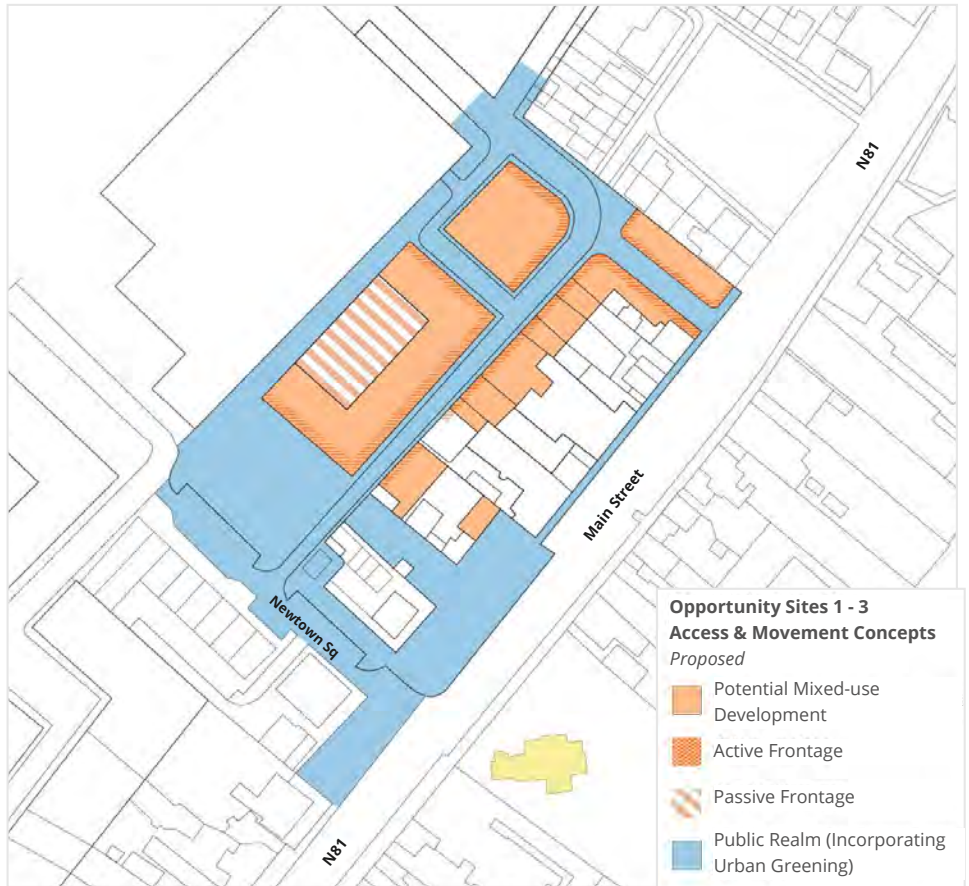 N81
Main Street
Newtown Sq
N81
Opportunity Sites 1 - 3
Access & Movement Concepts
Proposed
Potential Mixed-use
Development
Active Frontage
Passive Frontage
Public Realm (Incorporating
Urban Greening)